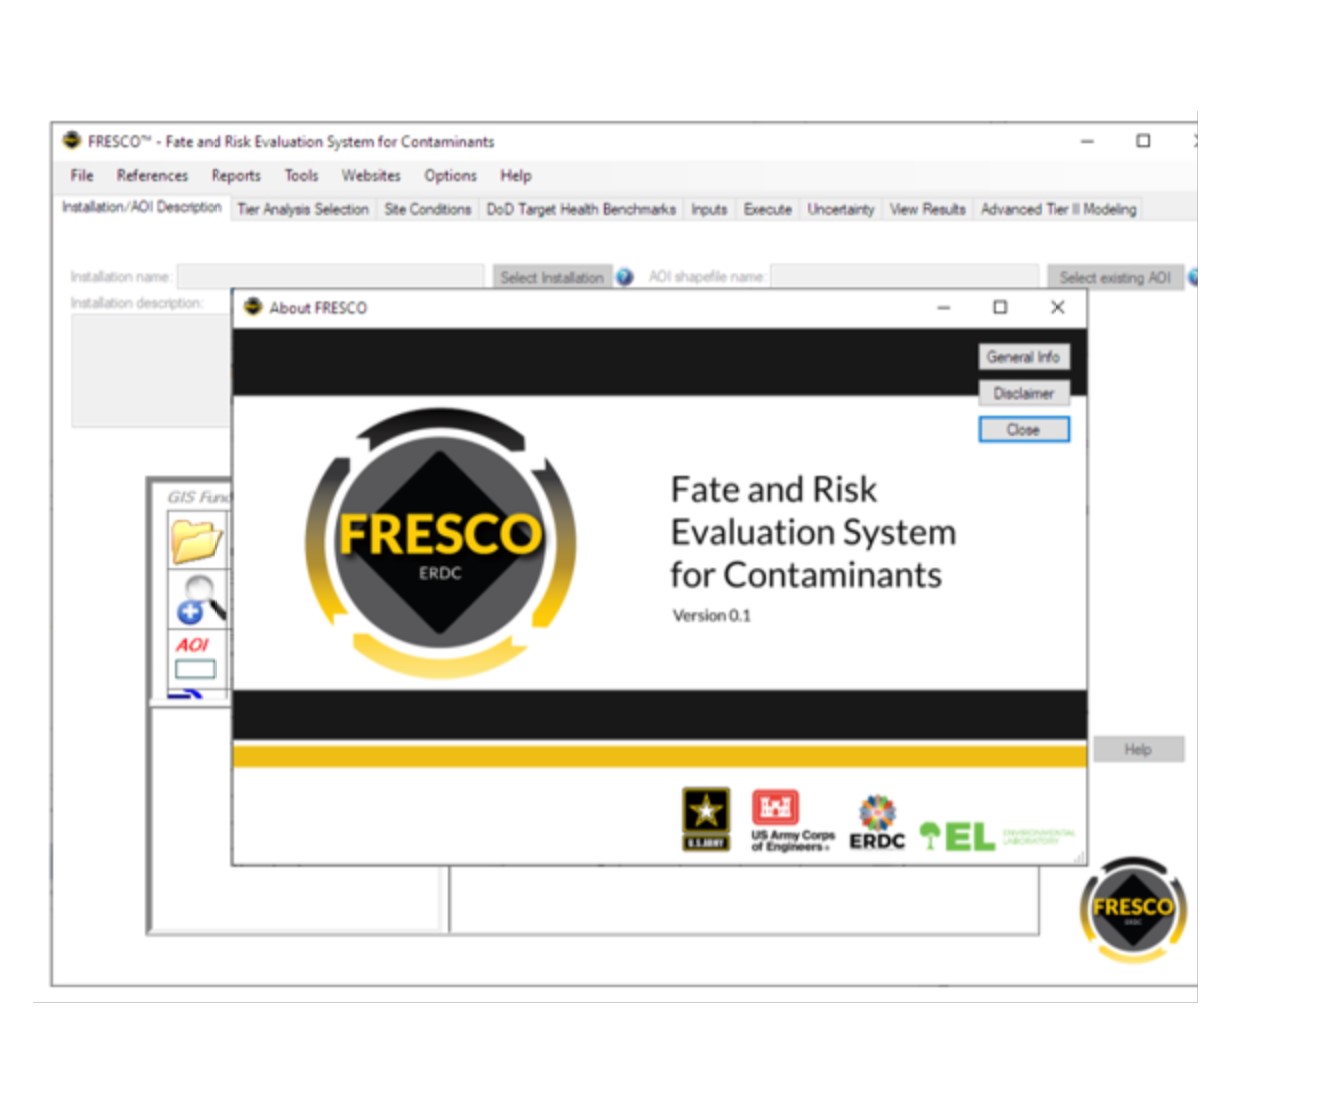 FRESCO™ - Fate and Risk Evaluation System for Contaminants
File References Reports Tools Websites Options Help
Installation/AOI Description Tier Analysis Selection Site Conditions DoD Target Health Benchmarks Inputs Execute Uncertainty View Results Advanced Tier II Modeling
Installation name: Select Installation AOI shapefile name: Select existing AOI
Installation description:
About FRESCO
General Info
Disclaimer
Close
GIS Func
AOI
FRESCO
ERDC
Fate and Risk
Evaluation System
for Contaminants
Version 0.1
Help
U.S.ARMY
US Army Corps
of Engineers
ERDC
EL
ENVIRONMENTAL
LABORATORY
FRESCO
ERDC